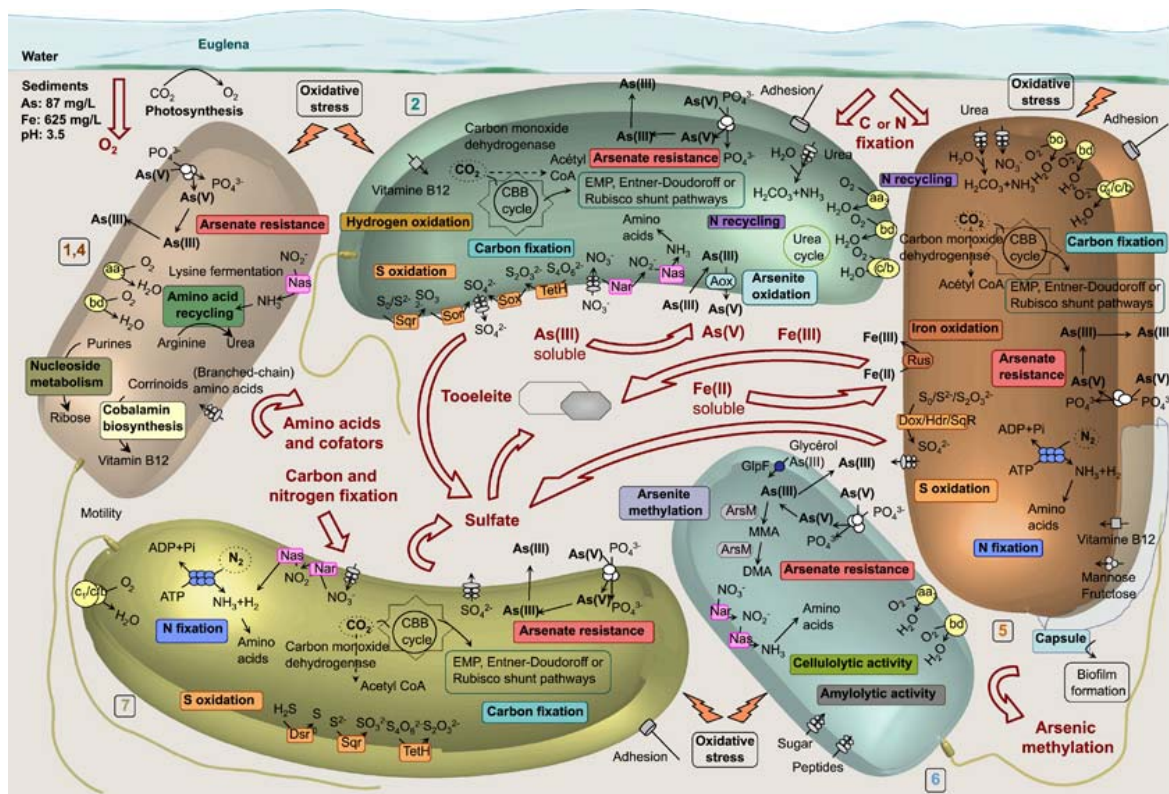 Euglena
Water
Sediments
As: 87 mg/L
Fe: 625 mg/L
pH: 3.5
O2
CO2
O2
Photosynthesis
Oxidative
stress
1,4
PO4 3-
As(V)
PO4 3-
As(V)
As(III)
As(III)
Arsenate resistance
aa3
O2
H2O
bd
O2
H2O
Lysine fermentation
NO2-
Nas
NH3
Amino acid
recycling
Arginine
Urea
Purines
Nucleoside
metabolism
Ribose
Corrinoids
(Branched-chain)
amino acids
Cobalamin
biosynthesis
Vitamin B12
2
Vitamine B12
Carbon monoxide
dehydrogenase
CO2
Acétyl
CoA
CBB
cycle
As(III)
As(III)
As(V)
As(V)
PO4 3-
PO4 3-
Arsenate resistance
EMP, Entner-Doudoroff or
Rubisco shunt pathways
Adhesion
H2O
Urea
H2CO3+NH3
N recycling
Urea
cycle
O2
aa3
H2O
O2
bd
H2O
O2
c/b
H2O
Hydrogen oxidation
Carbon fixation
S oxidation
S0/S2-
SO3
SO4 2-
S2O3 2-
S4O6 2-
Sqr
Sor
Sox
TetH
SO4 2-
NO3-
NO3-
Nar
NO2-
Nas
NH3
Amino
acids
As(III)
As(III)
Aox
As(V)
Arsenite
oxidation
C or N
fixation
Oxidative
stress
Urea
Adhesion
N recycling
H2O
NO3-
H2CO3+NH3
O2
bo3
H2O
O2
bd
H2O
O2
c1/c/b
H2O
CO2
Carbon monoxide
dehydrogenase
CBB
cycle
Acétyl CoA
Carbon fixation
EMP, Entner-Doudoroff or
Rubisco shunt pathways
Iron oxidation
Fe(III)
Rus
Fe(II)
As(III)
As(III)
Arsenate
resistance
As(V)
As(V)
PO4 3-
PO4 3-
S0/S2-/S2O3 2-
Dox/Hdr/SqR
SO4 2-
S oxidation
ADP+Pi
N2
ATP
NH3+H2
Amino
acids
N fixation
Vitamine B12
Mannose
Frutctose
5
Capsule
Biofilm
formation
Arsenic
methylation
As(III)
soluble
As(V)
Fe(III)
Tooeleite
Fe(II)
soluble
Amino acids
and cofators
Carbon and
nitrogen fixation
Sulfate
Glycérol
GlpF
As(III)
As(III)
Arsenite
methylation
As(III)
As(V)
As(V)
PO4 3-
PO4 3-
ArsM
MMA
ArsM
DMA
Arsenate resistance
NO3-
Nar
NO2-
Nas
NH3
Amino
acids
aa3
O2
H2O
O2
bd
H2O
Cellulolytic activity
Amylolytic activity
Sugar
Peptides
6
Motility
c1/c/b
O2
H2O
ADP+Pi
N2
ATP
NH3+H2
N fixation
Amino
acids
Nas
NO2-
Nar
NO3-
CO2
Carbon monoxide
dehydrogenase
CBB
cycle
Acetyl CoA
SO4 2-
As(III)
As(III)
As(V)
As(V)
PO4 3-
PO4 3-
Arsenate resistance
EMP, Entner-Doudoroff or
Rubisco shunt pathways
Carbon fixation
7
S oxidation
H2S
S
S2-
SO3 2-
S4O6 2-
S2O3 2-
Dsr
Sqr
TetH
Adhesion
Oxidative
stress